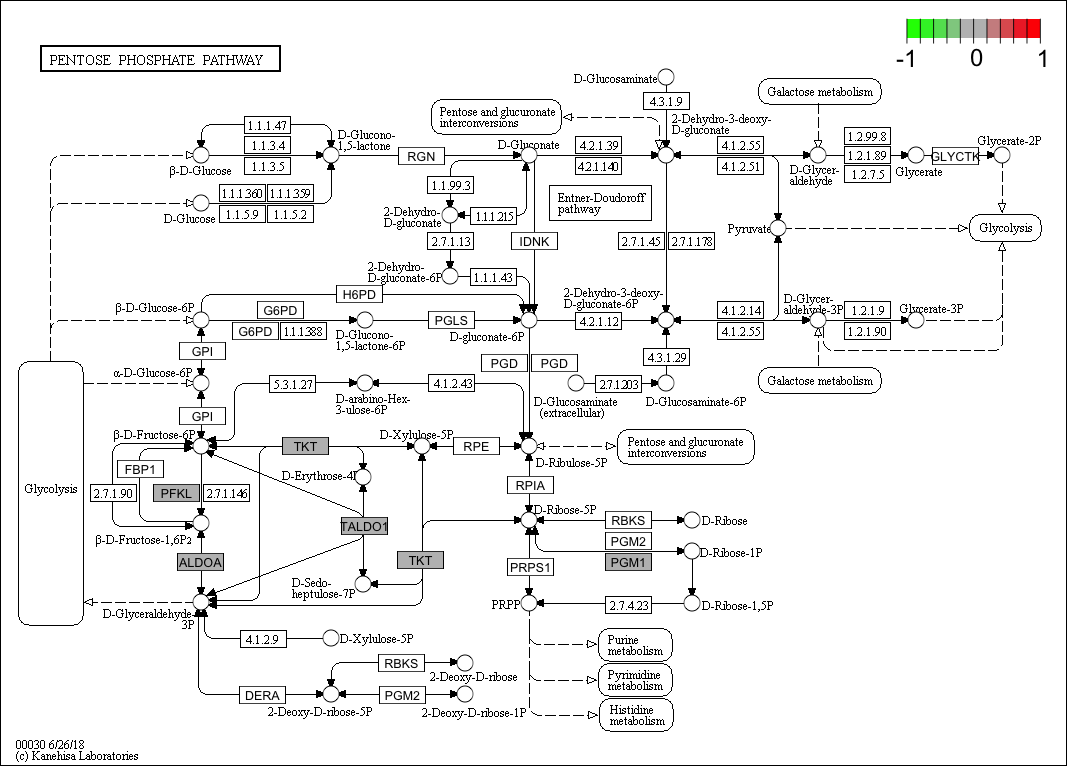 PENTOSE PHOSPHATE PATHWAY
-1 0 1
D-Glucosaminate
4.3.1.9
Galactose metabolism
Pentose and glucuronate
interconversions
2-Dehydro-3-deoxy-
D-gluconate
1.1.1.47
D-Glucono-
1,5-lactone
1.1.3.4
1.1.3.5
β-D-Glucose
RGN
D-Gluconate
4.2.1.39
4.2.1.140
4.1.2.55
4.1.2.51
D-Glycer-
aldehyde
1.2.99.8
1.2.1.89
1.2.7.5
Glycerate
GLYCTK
Glycerate-2P
1.1.1.360
1.1.1.359
1.1.5.9
1.1.5.2
D-Glucose
1.1.99.3
2-Dehydro-
D-gluconate
1.1.1.215
Entner-Doudoroff
pathway
2.7.1.13
IDNK
2.7.1.45
2.7.1.178
Pyruvate
Glycolysis
2-Dehydro-
D-gluconate-6P
1.1.1.43
H6PD
2-Dehydro-3-deoxy-
D-gluconate-6P
D-Glycer-
aldehyde-3P
β-D-Glucose-6P
G6PD
G6PD
1.1.1.388
D-Glucono-
1,5-lactone-6P
PGLS
D-gluconate-6P
4.2.1.12
4.1.2.14
4.1.2.55
1.2.1.9
1.2.1.90
Glycerate-3P
GPI
PGD
PGD
4.3.1.29
α-D-Glucose-6P
5.3.1.27
D-arabino-Hex-
3-ulose-6P
4.1.2.43
2.7.1.203
D-Glucosaminate
(extracellular)
D-Glucosaminate-6P
Galactose metabolism
GPI
β-D-Fructose-6P
TKT
D-Xylulose-5P
RPE
D-Ribulose-5P
Pentose and glucuronate
interconversions
FBP1
D-Erythrose-4P
Glycolysis
2.7.1.90
PFKL
2.7.1.146
RPIA
β-D-Fructose-1,6P2
TALDO1
D-Ribose-5P
RBKS
D-Ribose
PGM2
PGM1
D-Ribose-1P
ALDOA
TKT
PRPS1
D-Sedo-
heptulose-7P
D-Glyceraldehyde-
3P
PRPP
2.7.4.23
D-Ribose-1,5P
4.1.2.9
D-Xylulose-5P
Purine
metabolism
RBKS
2-Deoxy-D-ribose
Pyrimidine
metabolism
DERA
2-Deoxy-D-ribose-5P
PGM2
2-Deoxy-D-ribose-1P
Histidine
metabolism
00030 6/26/18
(c) Kanehisa Laboratories